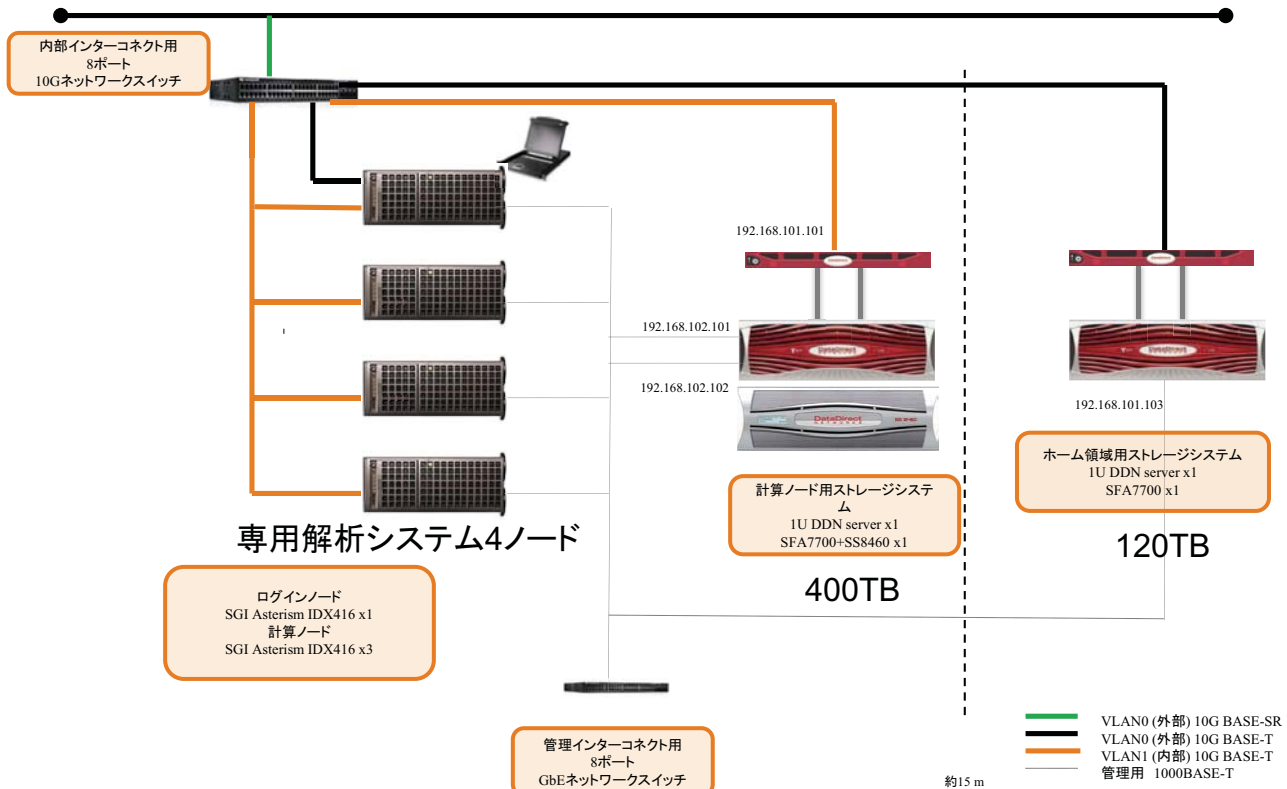 内部インターコネクト用
8ポート
10Gネットワークスイッチ
192.168.101.101
192.168.102.101
192.168.102.102
DataDirect
NETWORKS
192.168.101.103
専用解析システム4ノード
ログインノード
SGI Asterism IDX416 x1
計算ノード
SGI Asterism IDX416 x3
計算ノード用ストレージシステ
ム
1U DDN server x1
SFA7700+SS8460 x1
400TB
ホーム領域用ストレージシステム
1U DDN server x1
SFA7700 x1
120TB
管理インターコネクト用
8ポート
GbEネットワークスイッチ
約15 m
VLAN0 (外部) 10G BASE-SR
VLAN0 (外部) 10G BASE-T
VLAN1 (内部) 10G BASE-T
管理用 1000BASE-T